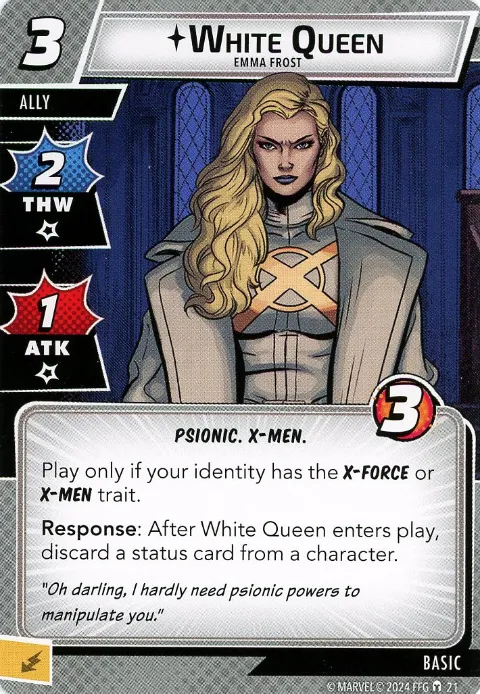 3
White Queen
EMMA FROST
ALLY
2
THW
1
ATK
3
PSIONIC. X-MEN.
Play only if your identity has the X-FORCE or
X-MEN trait.
Response: After White Queen enters play,
discard a status card from a character.
"Oh darling, I hardly need psionic powers to
manipulate you."
BASIC
© MARVEL © 2024 FFG 21